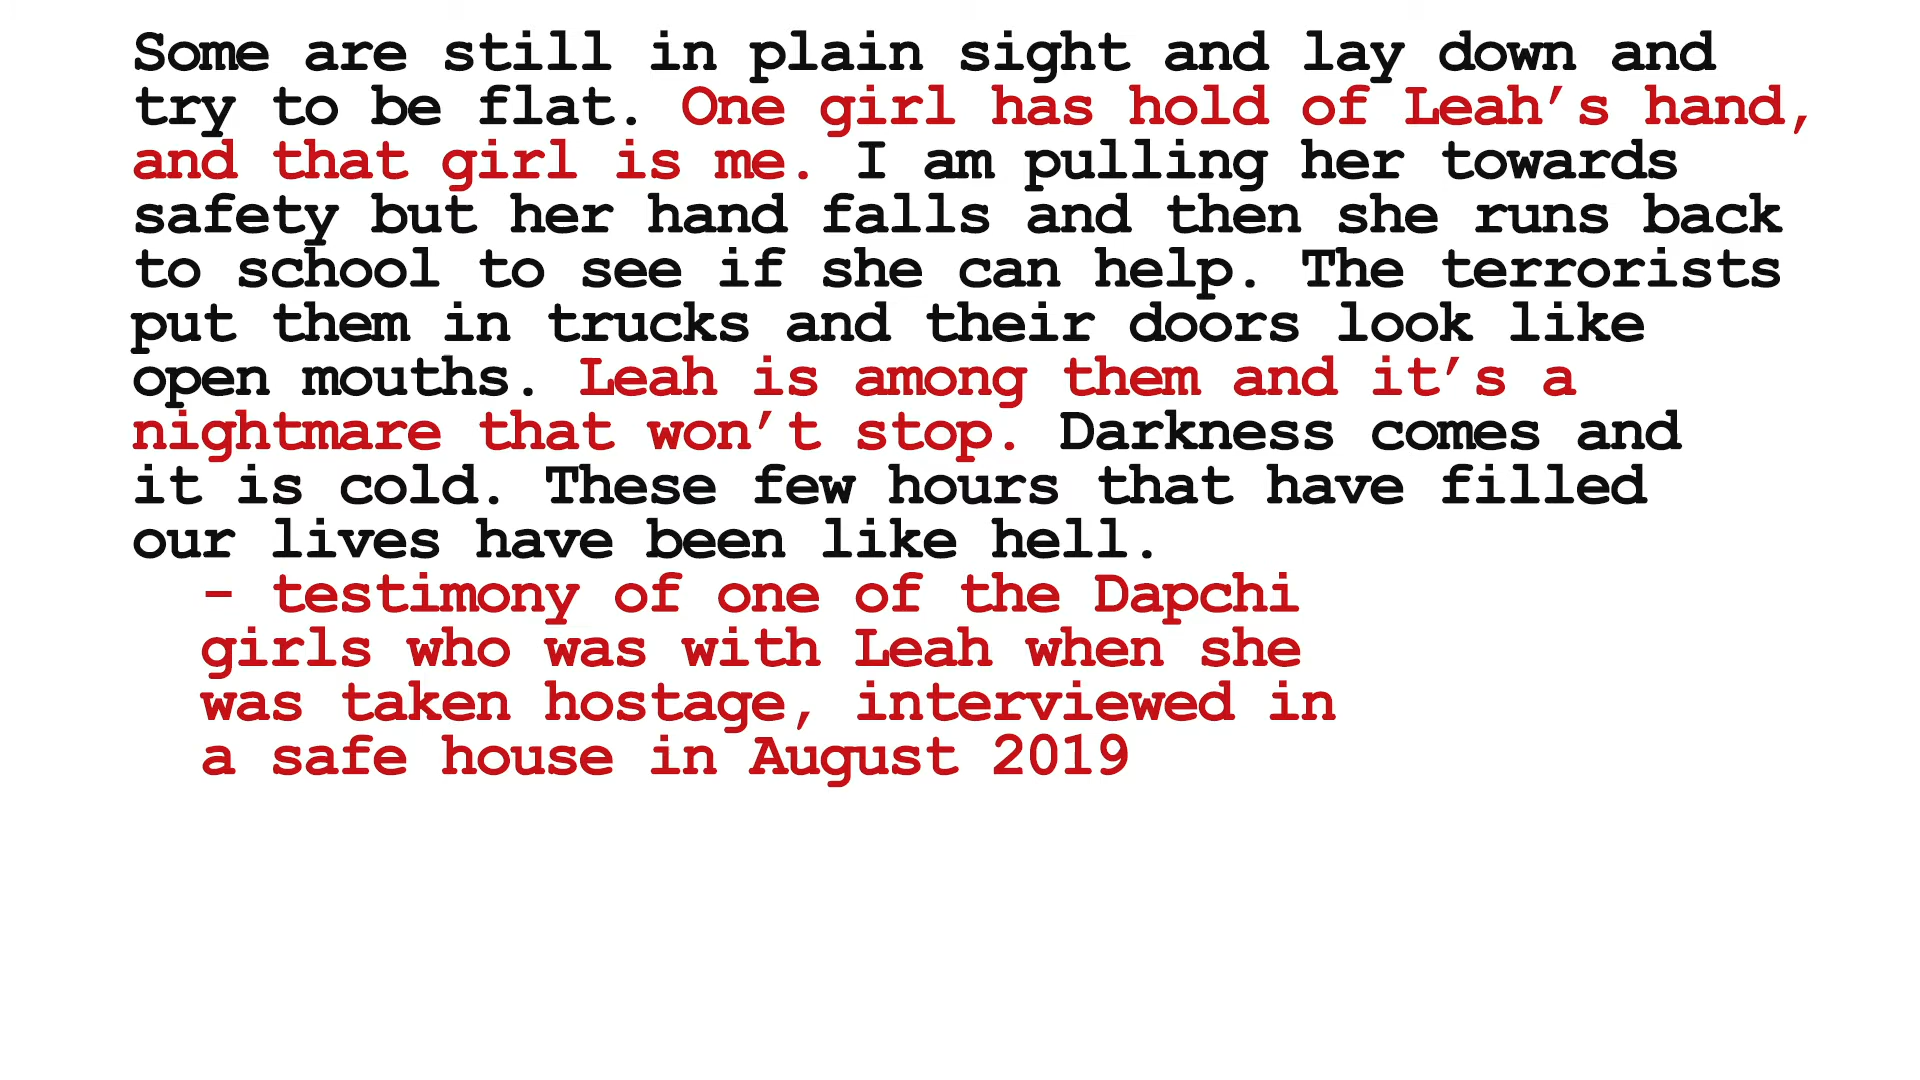 Some are still in plain sight and lay down and
try to be flat. One girl has hold of Leah’s hand,
and that girl is me. I am pulling her towards
safety but her hand falls and then she runs back
to school to see if she can help. The terrorists
put them in trucks and their doors look like
open mouths. Leah is among them and it’s a
nightmare that won’t stop. Darkness comes and
it is cold. These few hours that have filled
our lives have been like hell.
- testimony of one of the Dapchi
girls who was with Leah when she
was taken hostage, interviewed in
a safe house in August 2019